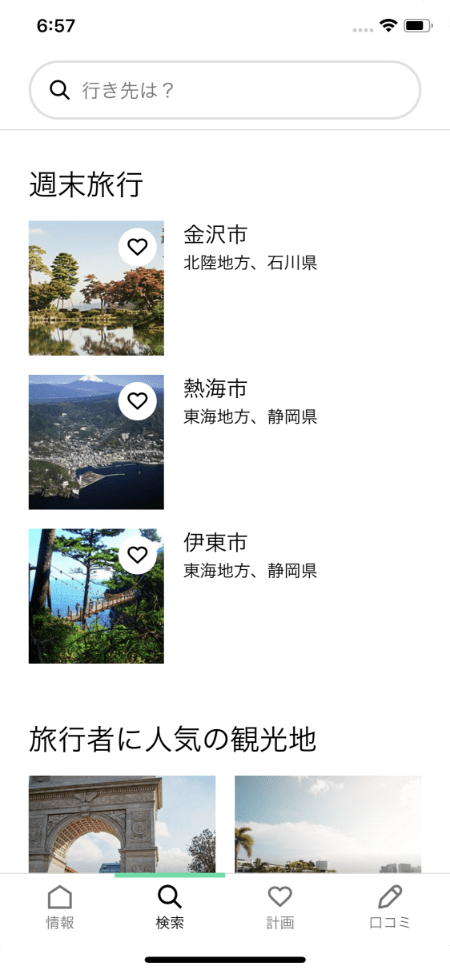 6:57
行き先は？
週末旅行
金沢市
北陸地方、石川県
熱海市
東海地方、静岡県
伊東市
東海地方、静岡県
旅行者に人気の観光地
情報
検索
計画
口コミ